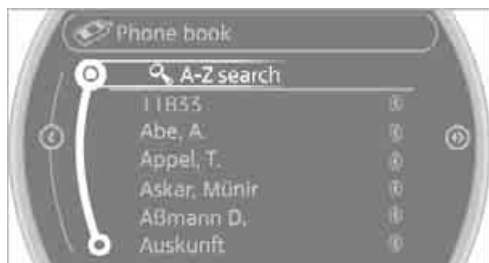 Phone book
A-Z search
11833
Abe, A.
Appel, T.
Askar, Münir
Aßmann D.
Auskunft